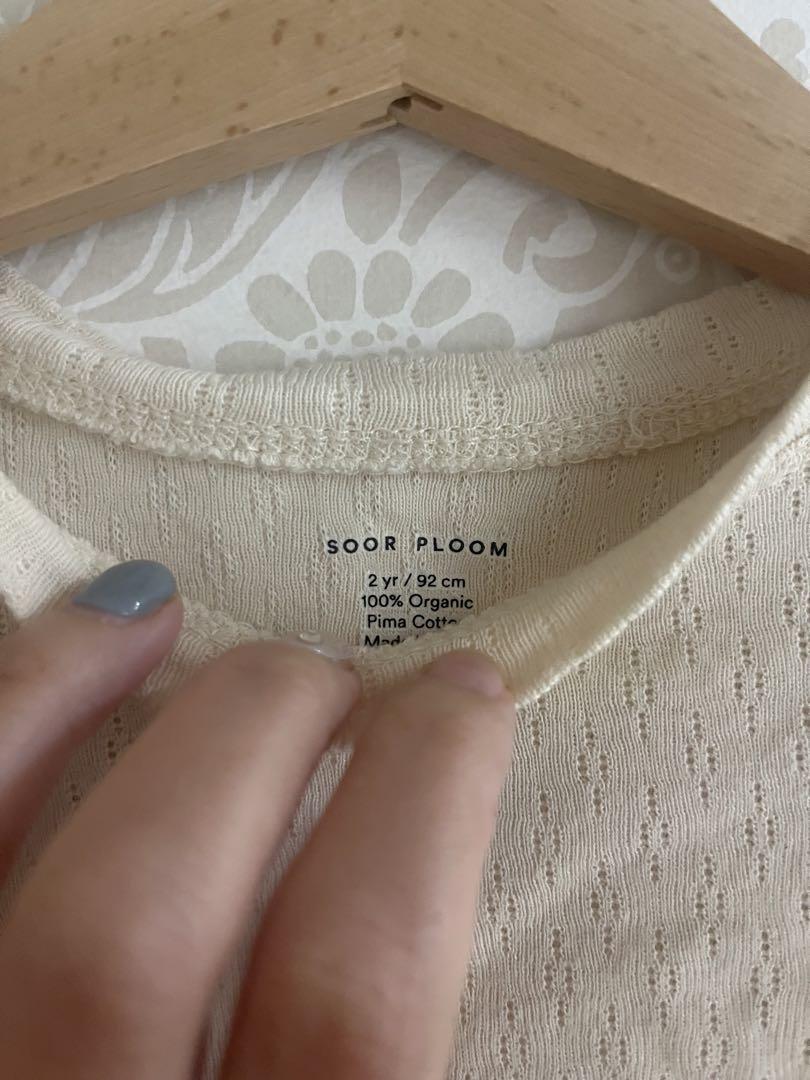 SOOR PLOOM
2 yr / 92 cm
100% Organic
Pima